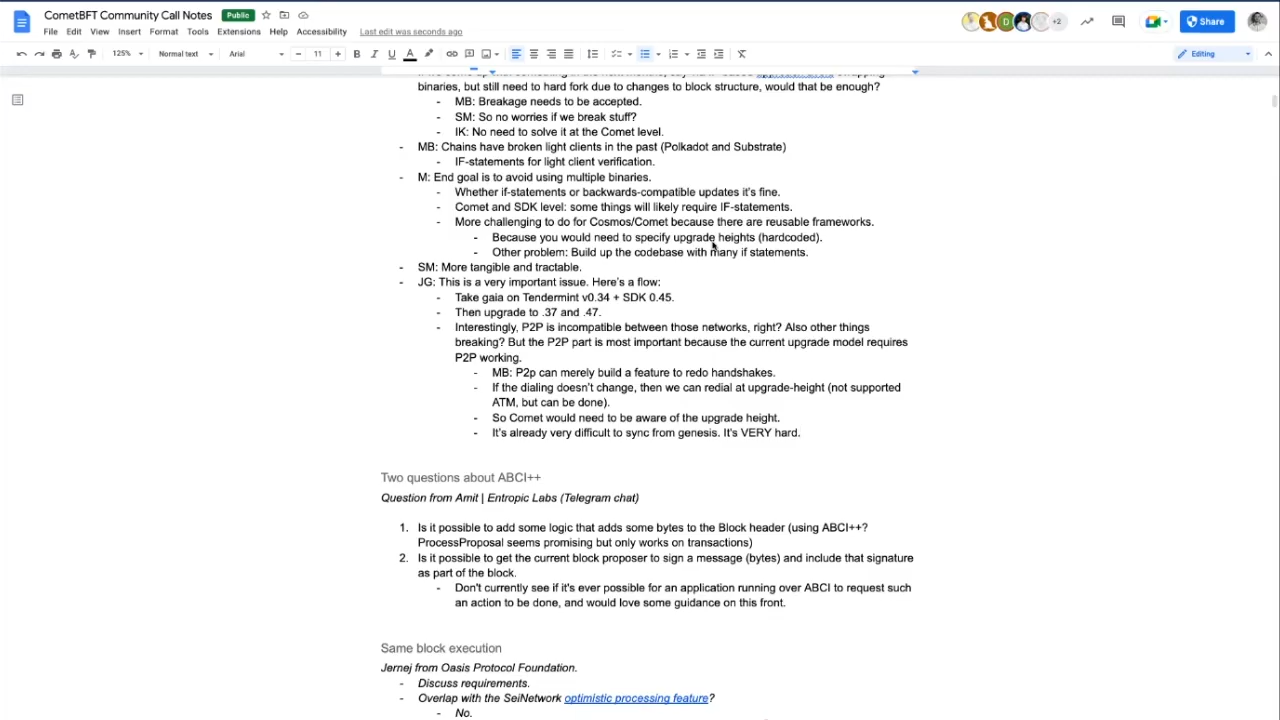 CometBFT Community Call Notes
Public
File Edit View Insert Format Tools Extensions Help Accessibility
Last edit was seconds ago
D
+2
Share
125%
Normal text
Arial
11
B I U A
Editing
binaries, but still need to hard fork due to changes to block structure, would that be enough?
- MB: Breakage needs to be accepted.
- SM: So no worries if we break stuff?
- IK: No need to solve it at the Comet level.
- MB: Chains have broken light clients in the past (Polkadot and Substrate)
- IF-statements for light client verification.
- M: End goal is to avoid using multiple binaries.
- Whether if-statements or backwards-compatible updates it's fine.
- Comet and SDK level: some things will likely require IF-statements.
- More challenging to do for Cosmos/Comet because there are reusable frameworks.
- Because you would need to specify upgrade heights (hardcoded).
- Other problem: Build up the codebase with many if statements.
- SM: More tangible and tractable.
- JG: This is a very important issue. Here's a flow:
- Take gaia on Tendermint v0.34 + SDK 0.45.
- Then upgrade to .37 and .47.
- Interestingly, P2P is incompatible between those networks, right? Also other things
breaking? But the P2P part is most important because the current upgrade model requires
P2P working.
- MB: P2p can merely build a feature to redo handshakes.
- If the dialing doesn't change, then we can redial at upgrade-height (not supported
ATM, but can be done).
- So Comet would need to be aware of the upgrade height.
- It's already very difficult to sync from genesis. It's VERY hard.
Two questions about ABCI++
Question from Amit | Entropic Labs (Telegram chat)
1. Is it possible to add some logic that adds some bytes to the Block header (using ABCI++?
ProcessProposal seems promising but only works on transactions)
2. Is it possible to get the current block proposer to sign a message (bytes) and include that signature
as part of the block.
- Don't currently see if it's ever possible for an application running over ABCI to request such
an action to be done, and would love some guidance on this front.
Same block execution
Jernej from Oasis Protocol Foundation.
- Discuss requirements.
- Overlap with the SeiNetwork optimistic processing feature?
- No.